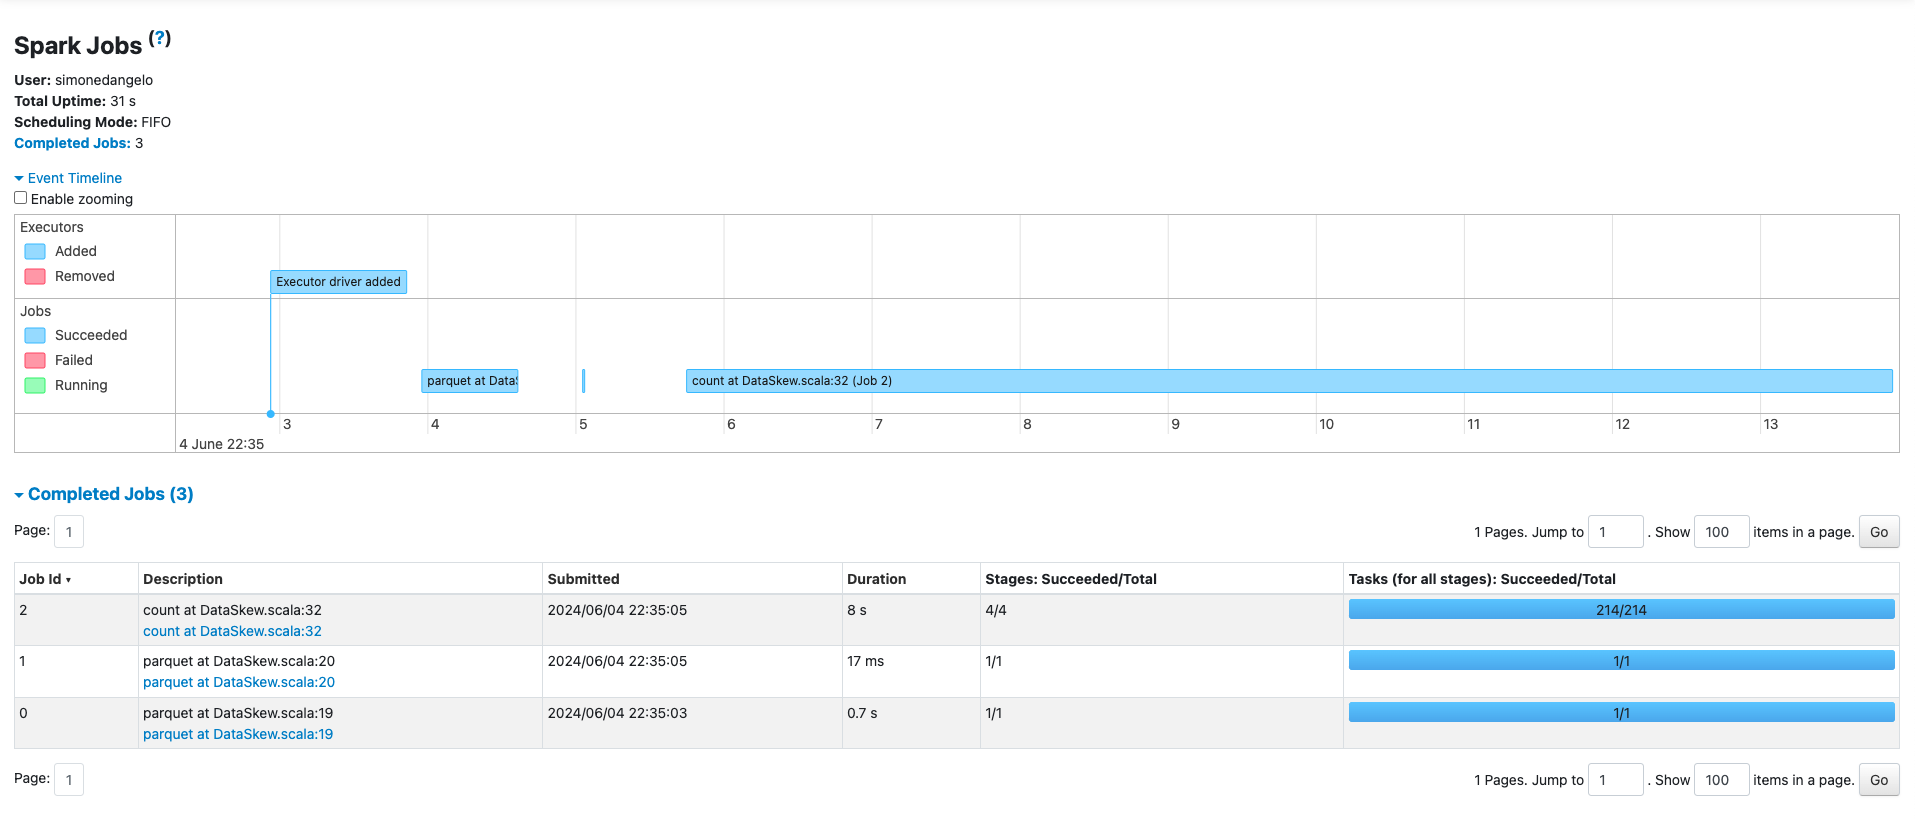 Spark Jobs (?)
User: simonedangelo
Total Uptime: 31 s
Scheduling Mode: FIFO
Completed Jobs: 3
Event Timeline
Enable zooming
Executors
Added
Removed
Executor driver added
Jobs
Succeeded
Failed
Running
parquet at DataS
count at DataSkew.scala:32 (Job 2)
3 4 5 6 7 8 9 10 11 12 13
4 June 22:35
Completed Jobs (3)
Page: 1 1 Pages. Jump to 1 . Show 100 items in a page. Go
Job Id ▾ Description Submitted Duration Stages: Succeeded/Total Tasks (for all stages): Succeeded/Total
2 count at DataSkew.scala:32 2024/06/04 22:35:05 8 s 4/4 214/214
count at DataSkew.scala:32
1 parquet at DataSkew.scala:20 2024/06/04 22:35:05 17 ms 1/1 1/1
parquet at DataSkew.scala:20
0 parquet at DataSkew.scala:19 2024/06/04 22:35:03 0.7 s 1/1 1/1
parquet at DataSkew.scala:19
Page: 1 1 Pages. Jump to 1 . Show 100 items in a page. Go